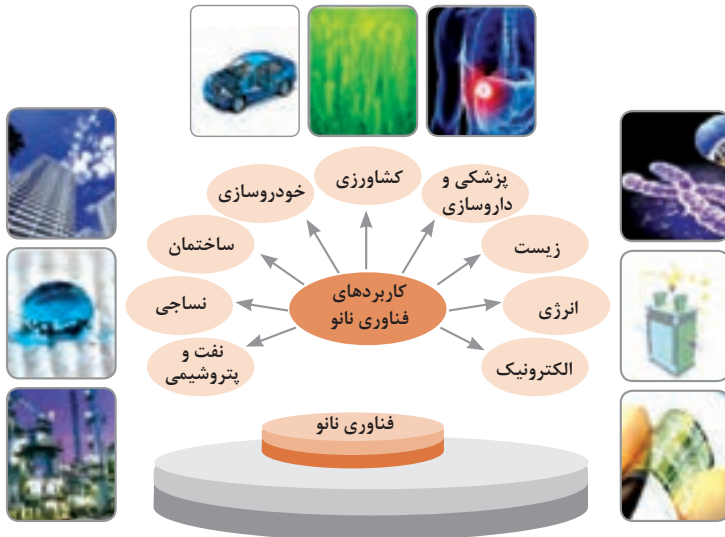 کشاورزی
پزشکی و
داروسازی
خودروسازی
زیست
ساختمان
انرژی
کاربردهای
فناوری نانو
نساجی
الکترونیک
نفت و
پتروشیمی
فناوری نانو